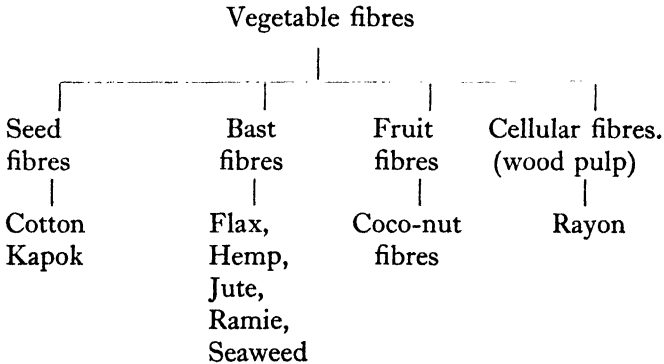 Vegetable fibres
Seed Bast Fruit Cellular fibres.
fibres fibres fibres (wood pulp)
Cotton Flax, Coco-nut Rayon
Kapok Hemp, fibres
Jute,
Ramie,
Seaweed